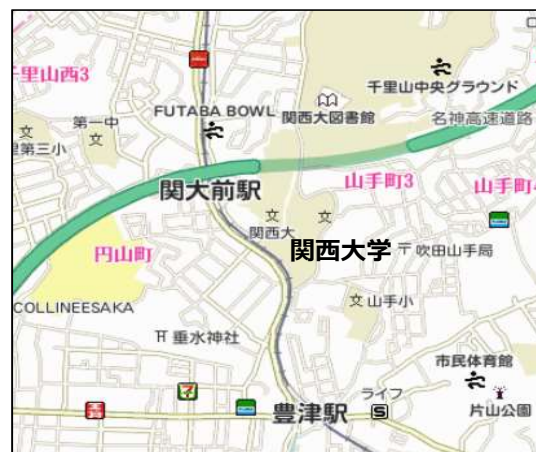 千里山西3
千里山中央グラウンド
FUTABA BOWL
関西大図書館
名神高速道路
第一中
文
文
里第三小
関大前駅
山手町3
山手町4
文
文
関西大
円山町
関西大学
〒吹田山手局
COLLINEESAKA
文 山手小
垂水神社
市民体育館
7
ライフ
豊津駅
S
片山公園